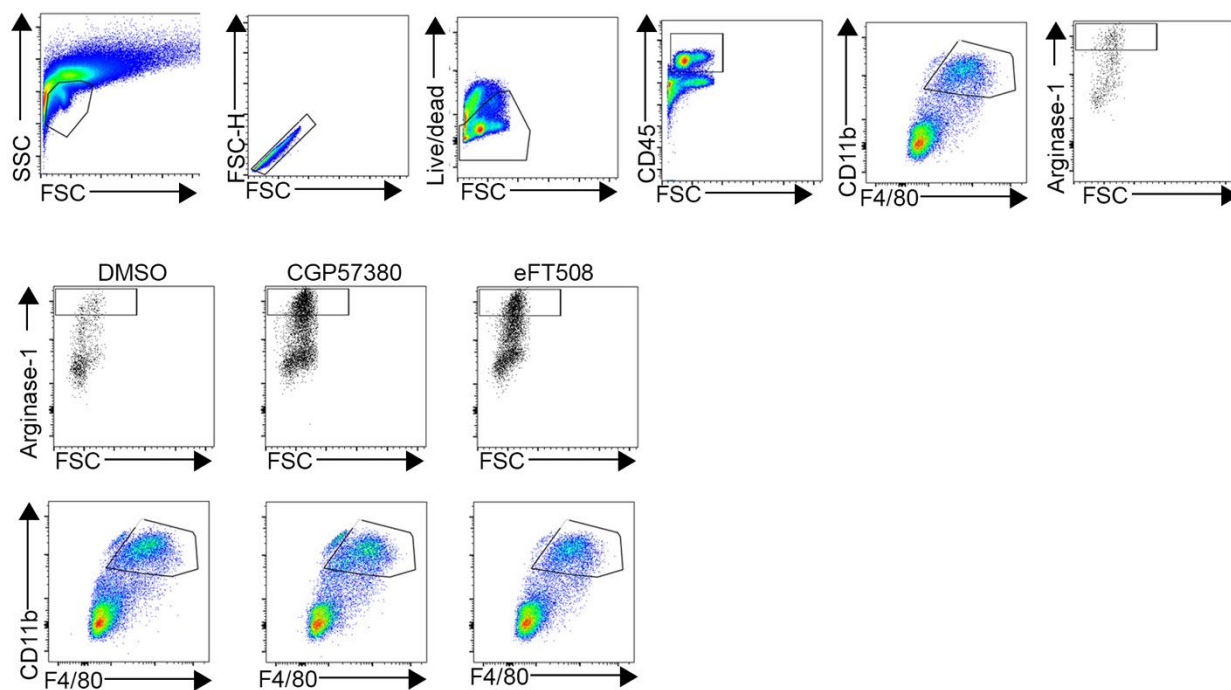 SSC
FSC
FSC-H
FSC
Live/dead
FSC
CD45
FSC
CD11b
F4/80
Arginase-1
FSC
DMSO
CGP57380
eFT508
Arginase-1
FSC
FSC
FSC
CD11b
F4/80
F4/80
F4/80